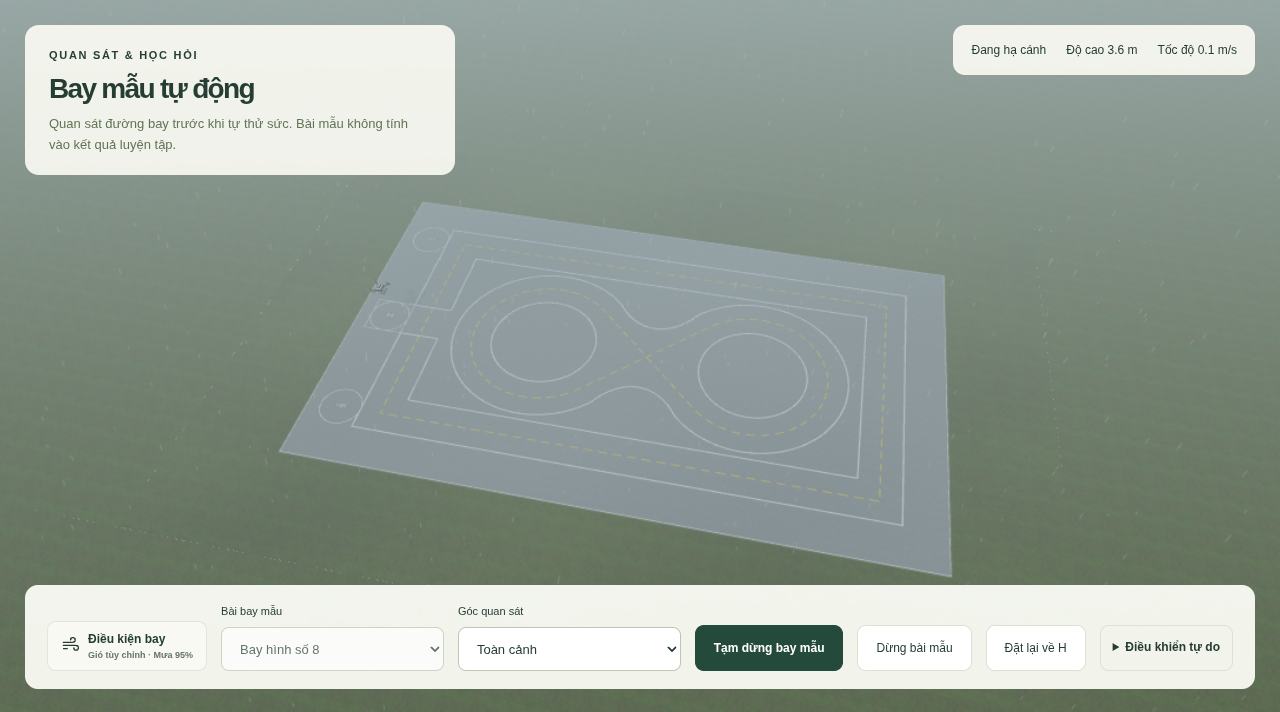 QUAN SÁT & HỌC HỎI
Bay mẫu tự động
Quan sát đường bay trước khi tự thử sức. Bài mẫu không tính
vào kết quả luyện tập.
Đang hạ cánh Độ cao 3.6 m Tốc độ 0.1 m/s
Bài bay mẫu
Góc quan sát
Điều kiện bay
Gió tùy chỉnh · Mưa 95%
Bay hình số 8
Toàn cảnh
Tạm dừng bay mẫu
Dừng bài mẫu
Đặt lại về H
Điều khiển tự do